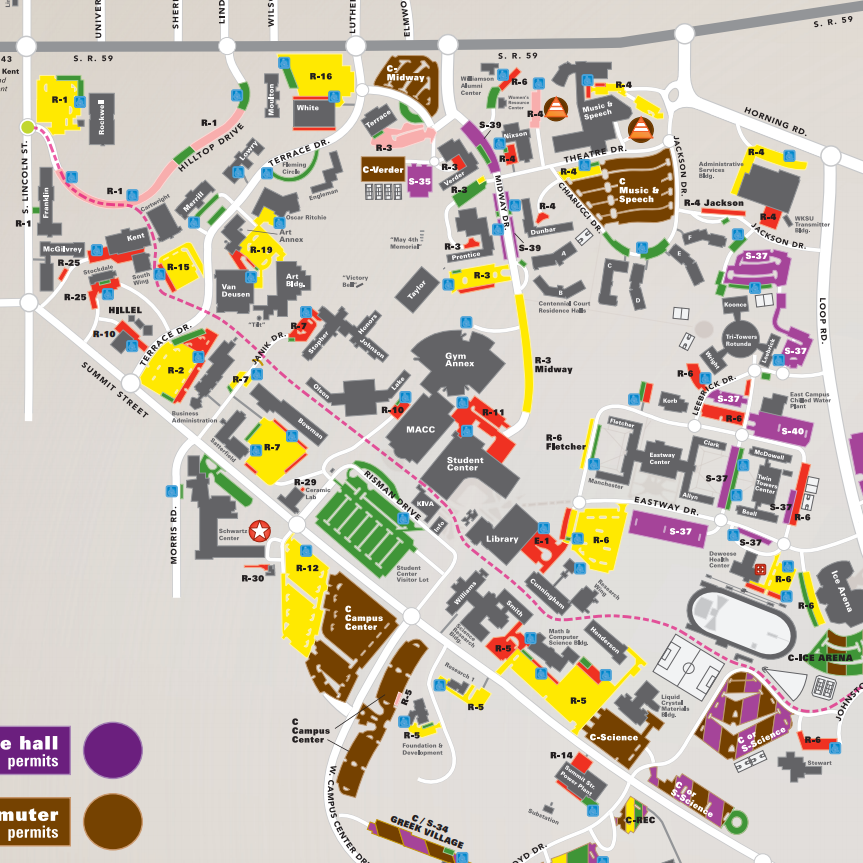 UNIVER
SHERI
LIND
WILS
LUTHE
ELMWO
S. R. 59
43
S. R. 59
S. R. 59
Kent
R-1
Rockwell
Moulton
R-16
White
C-
Midway
Williamson
Alumni
Center
R-6
Women's
Resource
Center
R-4
Music &
Speech
R-4
HORNING RD.
R-1
HILLTOP DRIVE
Terrace
R-3
S-39
Nixson
R-4
THEATRE DR.
JACKSON DR.
S. LINCOLN ST.
Lowry
TERRACE DR.
Fleming
Circle
C-Verder
S-35
R-3
Verder
R-3
R-4
C
Music &
Speech
Administrative
Services
Bldg.
R-4
R-1
Franklin
Cartwright
Merrill
Engleman
MIDWAY DR.
CHIARUCCI DR.
R-4 Jackson
R-4
WKSU
Transmitter
Bldg.
R-1
Kent
Oscar Ritchie
Art
Annex
"May 4th
Memorial"
R-4
Dunbar
JACKSON DR.
McGilvrey
R-25
Stockdale
South
Wing
R-15
R-19
R-3
Prentice
S-39
A
F
E
S-37
R-25
Van
Deusen
Art
Bldg.
"Victory
Bell"
Taylor
R-3
B
C
D
Centennial Court
Residence Halls
Koonce
LOOP RD.
HILLEL
R-10
"Tilt"
R-7
Stopher
Honors
Johnson
Tri-Towers
Rotunda
TERRACE DR.
JANIK DR.
Gym
Annex
R-3
Midway
Wright
Leebrick
S-37
SUMMIT STREET
R-2
R-7
Olson
Lake
R-10
R-6
LEEBRICK DR.
S-37
R-6
East Campus
Chilled Water
Plant
Business
Administration
Bowman
MACC
R-11
Korb
S-40
Satterfield
R-7
Student
Center
R-6
Fletcher
Fletcher
Eastway
Center
Clark
McDowell
R-29
Ceramic
Lab
RISMAN DRIVE
KIVA
Manchester
Allyn
S-37
Twin
Towers
Center
S-37
R-6
MORRIS RD.
Schwartz
Center
Info
Library
EASTWAY DR.
Beall
E-1
R-6
S-37
S-37
R-30
R-12
Student
Center
Visitor Lot
Deweese
Health
Center
R-6
Ice Arena
C
Campus
Center
Williams
Smith
Cunningham
Research
Wing
R-6
Science
Research
Bldg.
R-5
Math &
Computer
Science Bldg.
Henderson
C-ICE ARENA
Research 1
R-5
R-5
R-5
Liquid
Crystal
Materials
Bldg.
JOHNSTO
C
Campus
Center
R-5
Foundation &
Development
C-Science
C or
S-Science
R-6
Stewart
e hall
permits
R-14
Summit St.
Power Plant
C or
S-Science
W. CAMPUS CENTER DR.
muter
permits
Substation
C-REC
C / S-34
GREEK VILLAGE
OYD DR.